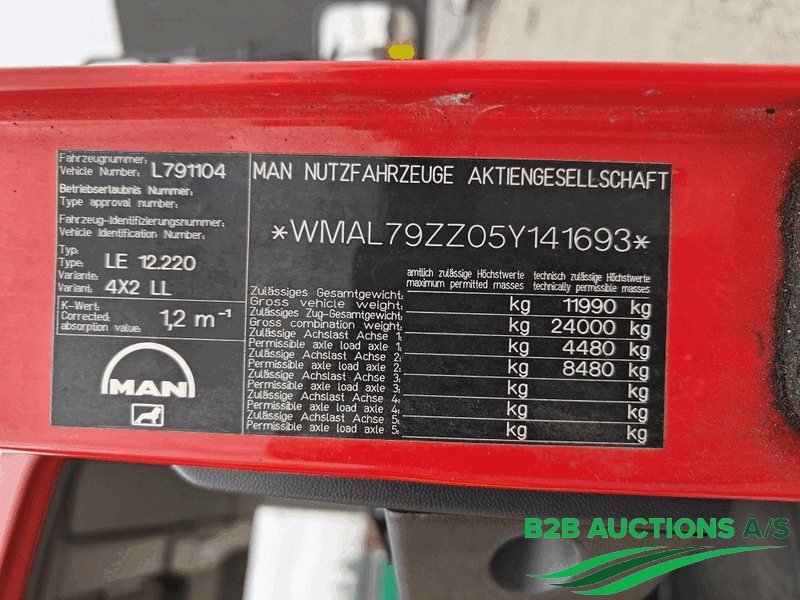 Fahrzeugnummer:
Vehicle Number: L791104
Betriebserlaubnis Nummer:
Type approval number:
Fahrzeug-Identifizierungsnummer:
Vehicle Identification Number:
Typ:
Type: LE 12.220
Variante:
Variant: 4X2 LL
K-Wert:
Corrected absorption value: 1,2 m⁻¹
MAN
MAN NUTZFAHRZEUGE AKTIENGESELLSCHAFT
*WMAL79ZZ05Y141693*
amtlich zulässige Höchstwerte technisch zulässige Höchstwerte
maximum permitted masses technically permissible masses
Zulässiges Gesamtgewicht:
Gross vehicle weight: kg 11990 kg
Zulässiges Zug-Gesamtgewicht:
Gross combination weight: kg 24000 kg
Zulässige Achslast Achse 1:
Permissible axle load axle 1: kg 4480 kg
Zulässige Achslast Achse 2:
Permissible axle load axle 2: kg 8480 kg
Zulässige Achslast Achse 3:
Permissible axle load axle 3: kg kg
Zulässige Achslast Achse 4:
Permissible axle load axle 4: kg kg
Zulässige Achslast Achse 5:
Permissible axle load axle 5: kg kg
B2B AUCTIONS A/S